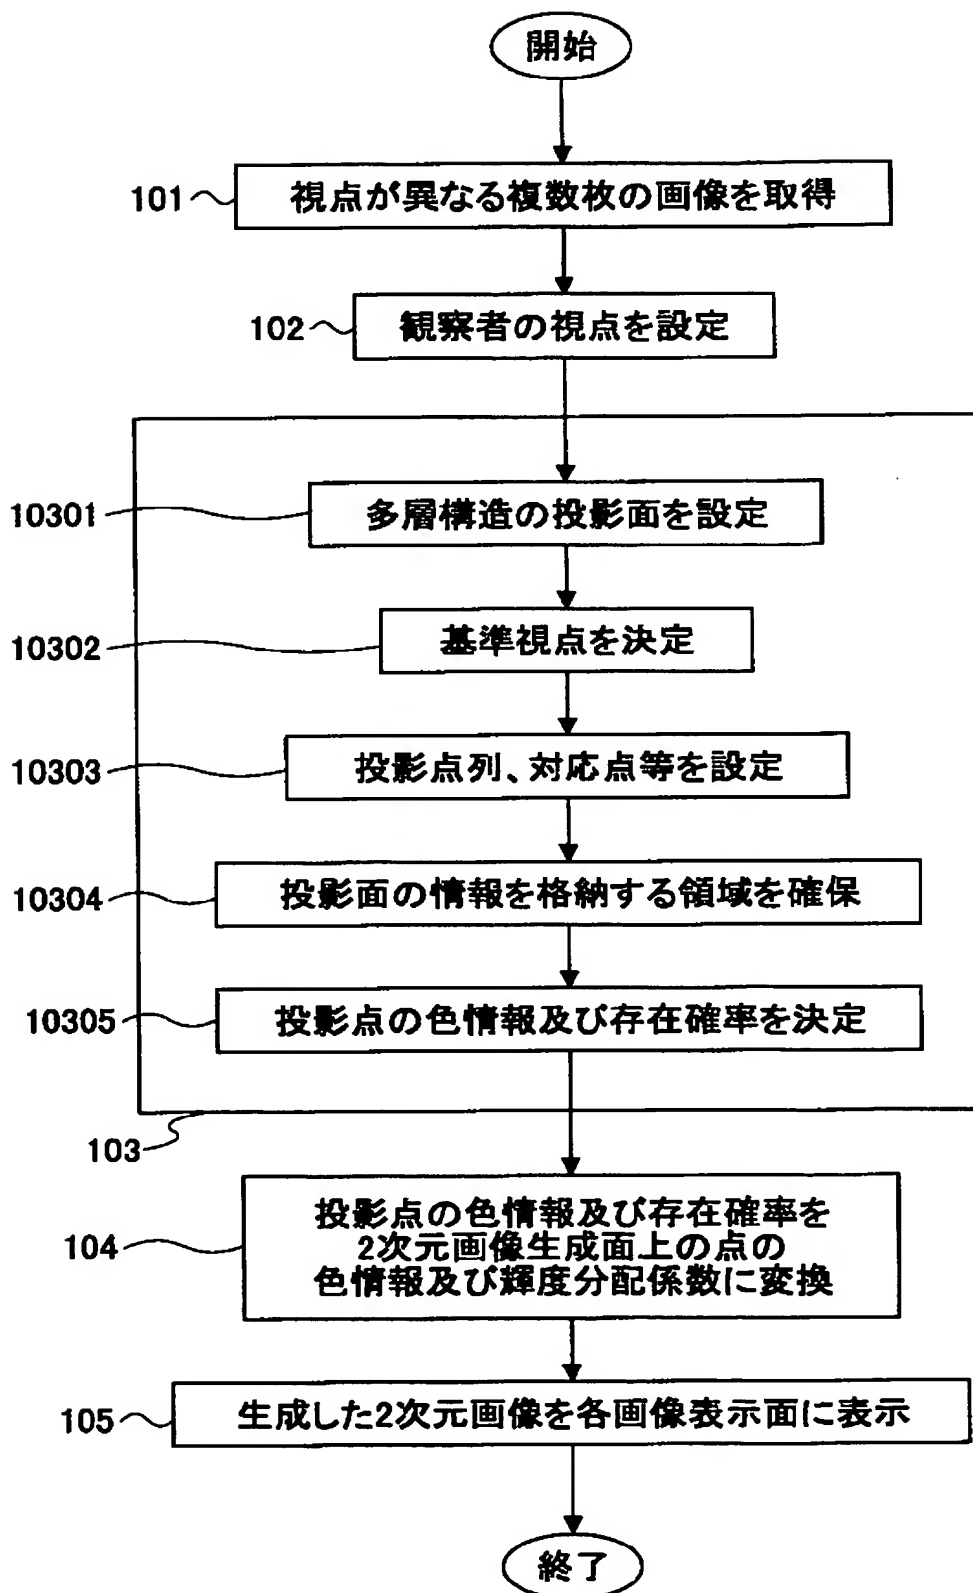 開始
101 視点が異なる複数枚の画像を取得
102 観察者の視点を設定
10301 多層構造の投影面を設定
10302 基準視点を決定
10303 投影点列、対応点等を設定
10304 投影面の情報を格納する領域を確保
10305 投影点の色情報及び存在確率を決定
103
投影点の色情報及び存在確率を
104 2次元画像生成面上の点の
色情報及び輝度分配係数に変換
105 生成した2次元画像を各画像表示面に表示
終了